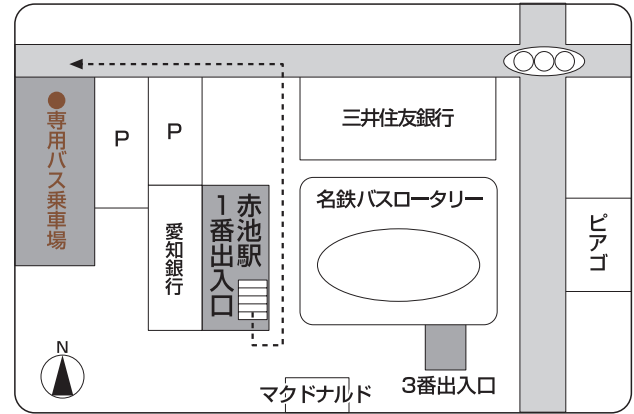 ●専用バス乗車場
P
P
三井住友銀行
名鉄バスロータリー
ピアゴ
愛知銀行
赤池駅
1番出入口
N
マクドナルド
3番出入口